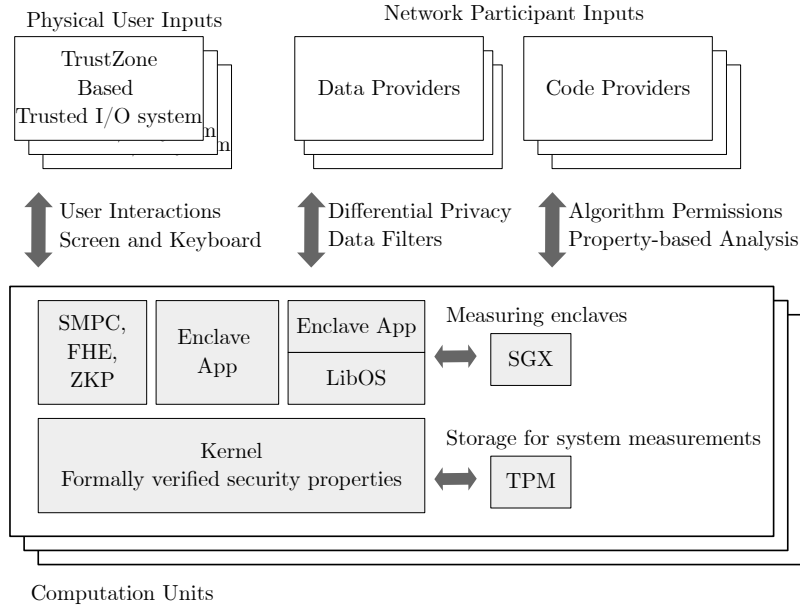 Physical User Inputs
Network Participant Inputs
TrustZone
Based
Trusted I/O system
Data Providers
Code Providers
User Interactions
Screen and Keyboard
Differential Privacy
Data Filters
Algorithm Permissions
Property-based Analysis
SMPC,
FHE,
ZKP
Enclave
App
Enclave App
LibOS
Measuring enclaves
SGX
Kernel
Formally verified security properties
Storage for system measurements
TPM
Computation Units